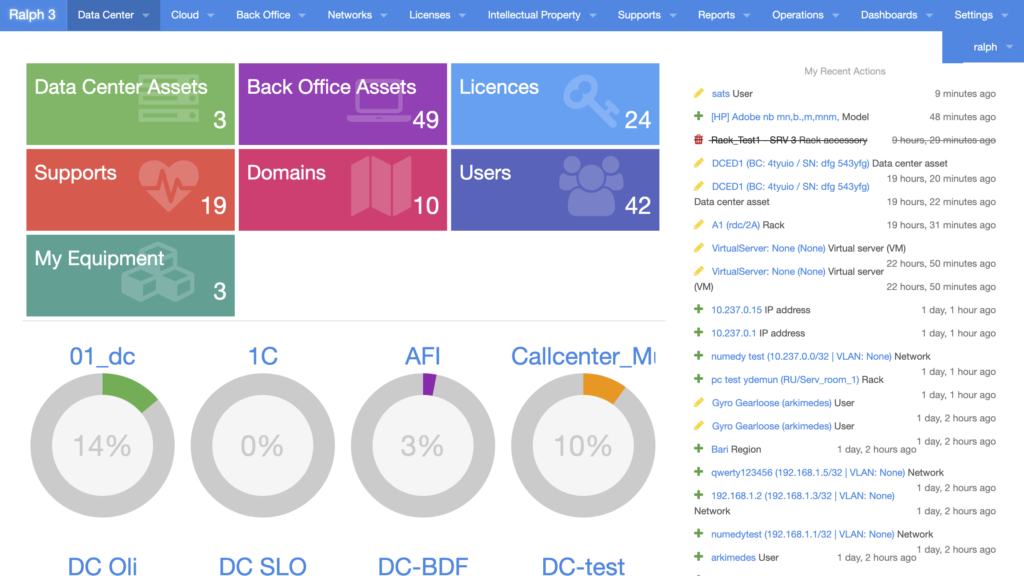 Ralph 3 Data Center Cloud Back Office Networks Licenses Intellectual Property Supports Reports Operations Dashboards Settings
ralph
Data Center Assets
3
Back Office Assets
49
Licences
24
Supports
19
Domains
10
Users
42
My Equipment
3
01_dc
14%
1C
0%
AFI
3%
Callcenter_Mu
10%
DC Oli
DC SLO
DC-BDF
DC-test
My Recent Actions
sats User 9 minutes ago
[HP] Adobe nb mn,b.,m,mnm, Model 48 minutes ago
Rack_Test1 - SRV 3 Rack accessory 9 hours, 29 minutes ago
DCED1 (BC: 4tyuio / SN: dfg 543yfg) Data center asset
19 hours, 20 minutes ago
DCED1 (BC: 4tyuio / SN: dfg 543yfg)
Data center asset 19 hours, 22 minutes ago
A1 (rdc/2A) Rack 19 hours, 31 minutes ago
VirtualServer: None (None) Virtual server (VM)
22 hours, 50 minutes ago
VirtualServer: None (None) Virtual server
(VM) 22 hours, 50 minutes ago
10.237.0.15 IP address 1 day, 1 hour ago
10.237.0.1 IP address 1 day, 1 hour ago
numedy test (10.237.0.0/32 | VLAN: None) Network
1 day, 1 hour ago
pc test ydemun (RU/Serv_room_1) Rack
1 day, 1 hour ago
Gyro Gearloose (arkimedes) User
1 day, 2 hours ago
Gyro Gearloose (arkimedes) User
1 day, 2 hours ago
Bari Region 1 day, 2 hours ago
qwerty123456 (192.168.1.5/32 | VLAN: None) Network
1 day, 2 hours ago
192.168.1.2 (192.168.1.3/32 | VLAN: None)
Network 1 day, 2 hours ago
numedytest (192.168.1.1/32 | VLAN: None) Network
1 day, 2 hours ago
arkimedes User 1 day, 2 hours ago